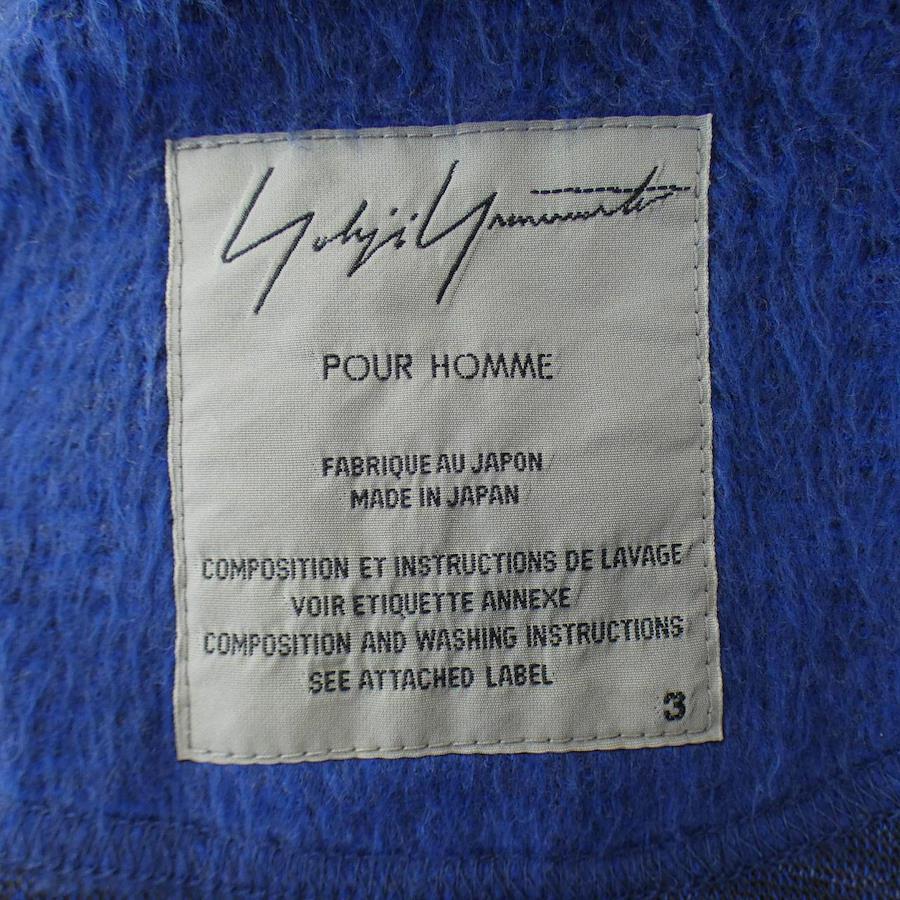 Yohji Yamamoto
POUR HOMME
FABRIQUE AU JAPON
MADE IN JAPAN
COMPOSITION ET INSTRUCTIONS DE LAVAGE
VOIR ETIQUETTE ANNEXE
COMPOSITION AND WASHING INSTRUCTIONS
SEE ATTACHED LABEL
3